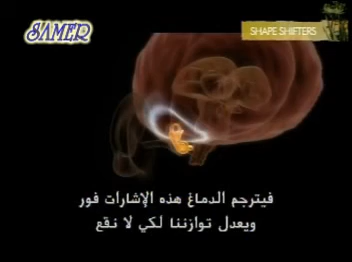 SAMER
SHAPE SHIFTERS
فيترجم الدماغ هذه الإشارات فور
ويعدل توازننا لكي لا نقع